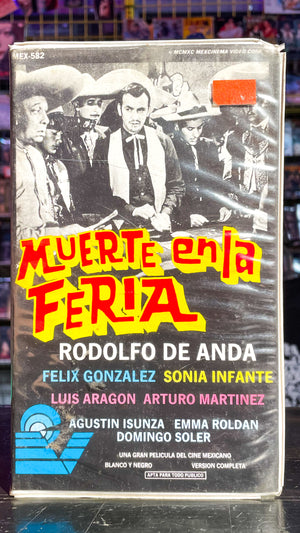 MEX-582
© MCMXC MEXCINEMA VIDEO CORP.
MUERTE en la
FERIA
RODOLFO DE ANDA
FELIX GONZALEZ SONIA INFANTE
LUIS ARAGON ARTURO MARTINEZ
AGUSTIN ISUNZA EMMA ROLDAN
DOMINGO SOLER
UNA GRAN PELICULA DEL CINE MEXICANO
BLANCO Y NEGRO VERSION COMPLETA
APTA PARA TODO PUBLICO